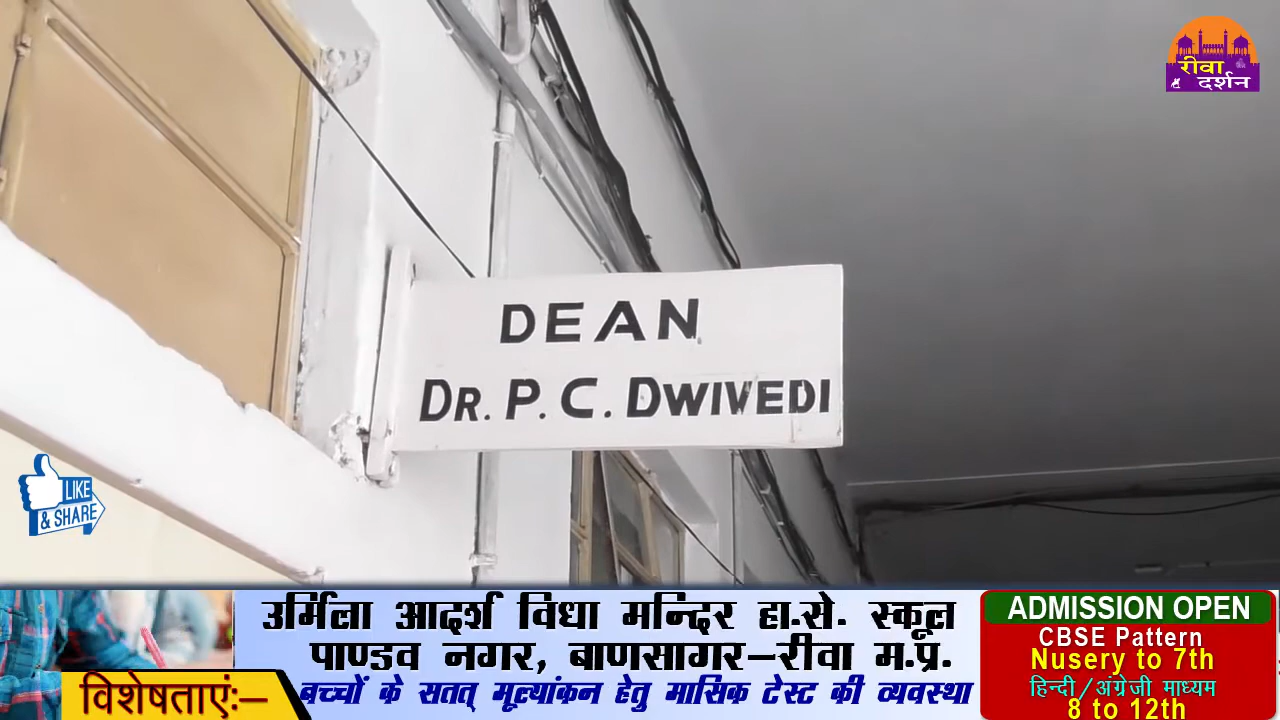 रीवा
दर्शन
DEAN
DR. P. C. DWIVEDI
LIKE
& SHARE
उर्मिला आदर्श विधा मन्दिर हा.से. स्कूल
पाण्डव नगर, बाणसागर–रीवा म.प्र.
विशेषताएंः–
बच्चों के सतत् मूल्यांकन हेतु मासिक टेस्ट की व्यवस्था
ADMISSION OPEN
CBSE Pattern
Nusery to 7th
हिन्दी/अंग्रेजी माध्यम
8 to 12th